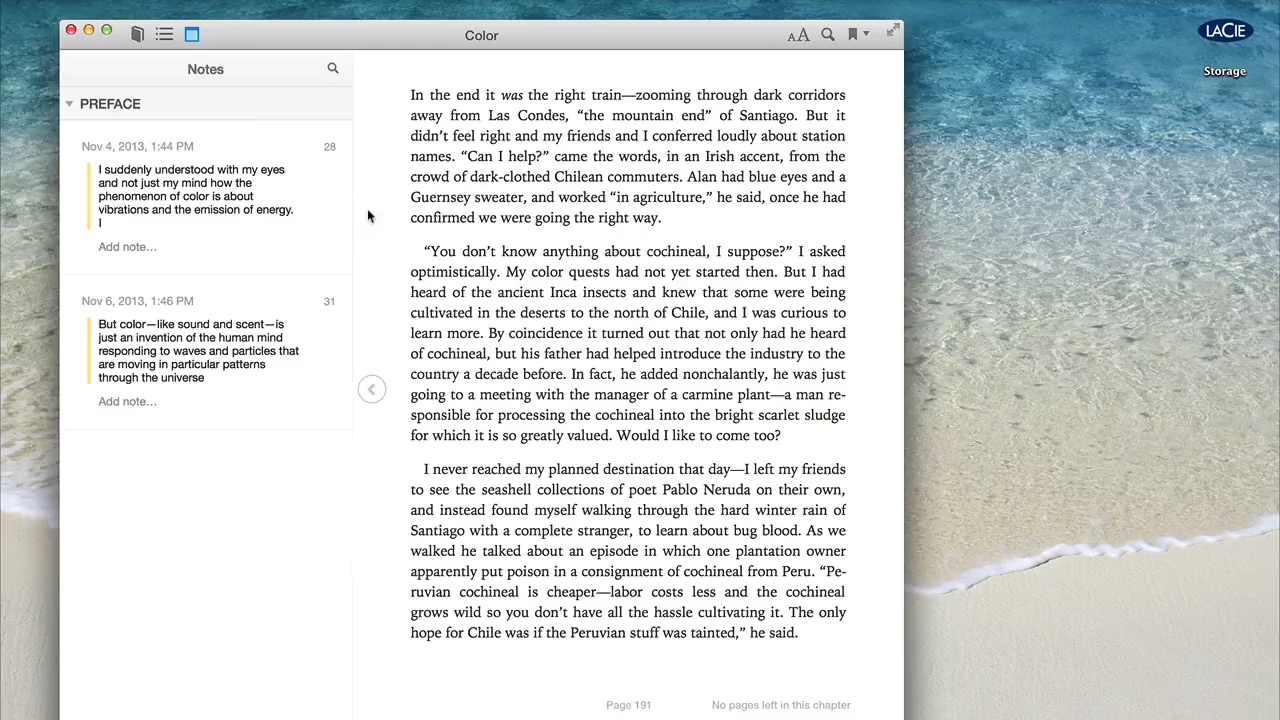 Color
AA
LACIE
Storage
Notes
PREFACE
Nov 4, 2013, 1:44 PM 28
I suddenly understood with my eyes
and not just my mind how the
phenomenon of color is about
vibrations and the emission of energy.
I
Add note...
Nov 6, 2013, 1:46 PM 31
But color—like sound and scent—is
just an invention of the human mind
responding to waves and particles that
are moving in particular patterns
through the universe
Add note...
In the end it was the right train—zooming through dark corridors
away from Las Condes, “the mountain end” of Santiago. But it
didn’t feel right and my friends and I conferred loudly about station
names. “Can I help?” came the words, in an Irish accent, from the
crowd of dark-clothed Chilean commuters. Alan had blue eyes and a
Guernsey sweater, and worked “in agriculture,” he said, once he had
confirmed we were going the right way.
“You don’t know anything about cochineal, I suppose?” I asked
optimistically. My color quests had not yet started then. But I had
heard of the ancient Inca insects and knew that some were being
cultivated in the deserts to the north of Chile, and I was curious to
learn more. By coincidence it turned out that not only had he heard
of cochineal, but his father had helped introduce the industry to the
country a decade before. In fact, he added nonchalantly, he was just
going to a meeting with the manager of a carmine plant—a man re-
sponsible for processing the cochineal into the bright scarlet sludge
for which it is so greatly valued. Would I like to come too?
I never reached my planned destination that day—I left my friends
to see the seashell collections of poet Pablo Neruda on their own,
and instead found myself walking through the hard winter rain of
Santiago with a complete stranger, to learn about bug blood. As we
walked he talked about an episode in which one plantation owner
apparently put poison in a consignment of cochineal from Peru. “Pe-
ruvian cochineal is cheaper—labor costs less and the cochineal
grows wild so you don’t have all the hassle cultivating it. The only
hope for Chile was if the Peruvian stuff was tainted,” he said.
Page 191 No pages left in this chapter